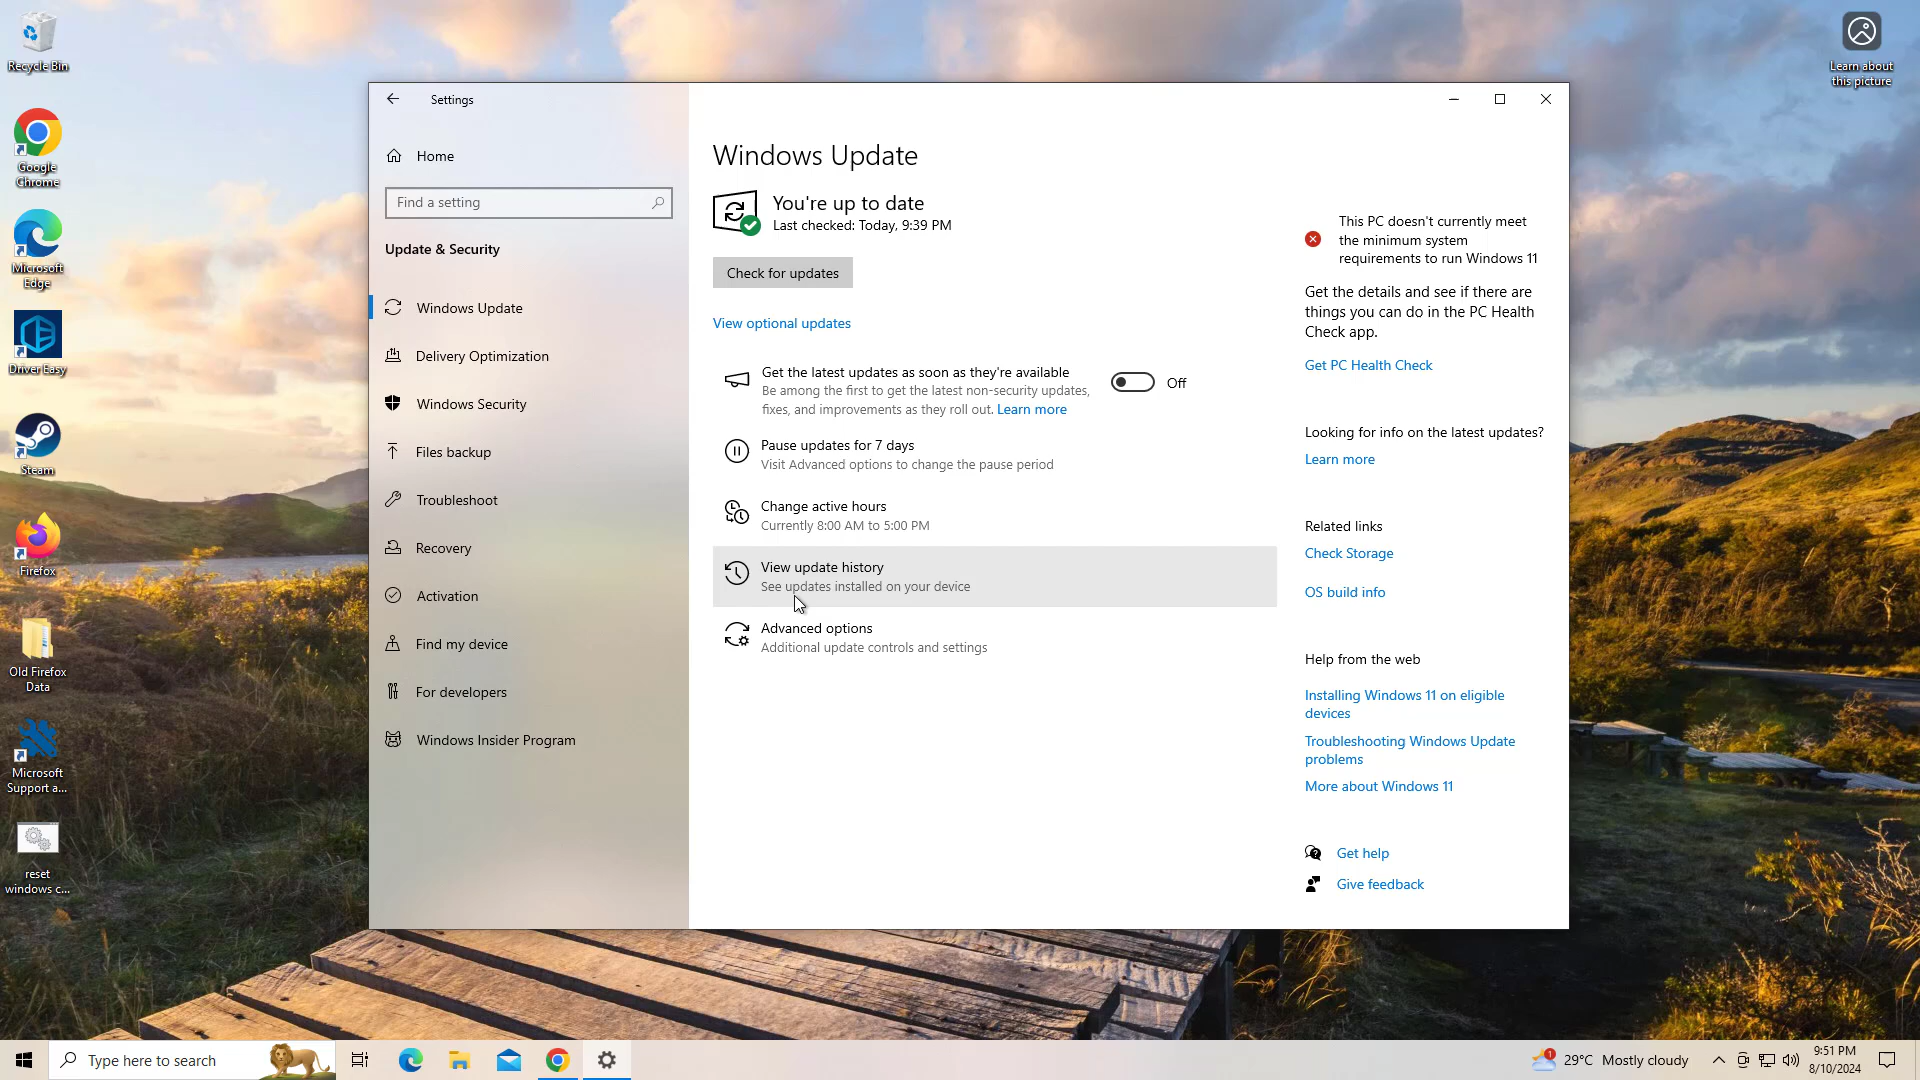 Recycle Bin
Google
Chrome
Microsoft
Edge
Driver Easy
Steam
Firefox
Old Firefox
Data
Microsoft
Support a...
reset
windows c...
Learn about
this picture
Settings
Home
Find a setting
Update & Security
Windows Update
Delivery Optimization
Windows Security
Files backup
Troubleshoot
Recovery
Activation
Find my device
For developers
Windows Insider Program
Windows Update
You're up to date
Last checked: Today, 9:39 PM
Check for updates
View optional updates
Get the latest updates as soon as they're available
Be among the first to get the latest non-security updates,
fixes, and improvements as they roll out. Learn more
Off
Pause updates for 7 days
Visit Advanced options to change the pause period
Change active hours
Currently 8:00 AM to 5:00 PM
View update history
See updates installed on your device
Advanced options
Additional update controls and settings
This PC doesn't currently meet
the minimum system
requirements to run Windows 11
Get the details and see if there are
things you can do in the PC Health
Check app.
Get PC Health Check
Looking for info on the latest updates?
Learn more
Related links
Check Storage
OS build info
Help from the web
Installing Windows 11 on eligible
devices
Troubleshooting Windows Update
problems
More about Windows 11
Get help
Give feedback
Type here to search
1
29°C Mostly cloudy
9:51 PM
8/10/2024